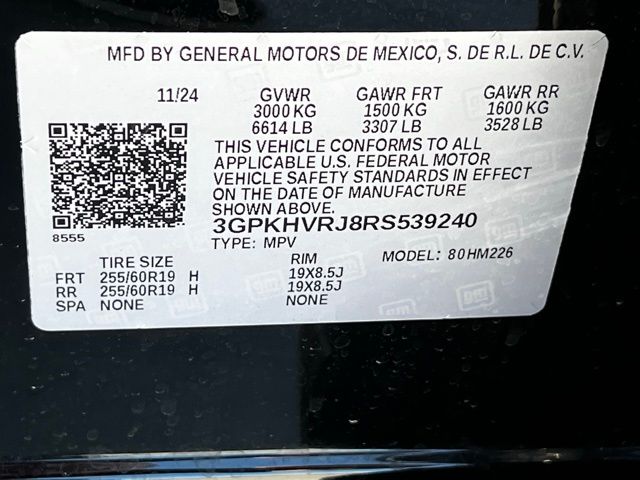 MFD BY GENERAL MOTORS DE MEXICO, S. DE R.L. DE C.V.
11/24 GVWR GAWR FRT GAWR RR
3000 KG 1500 KG 1600 KG
6614 LB 3307 LB 3528 LB
THIS VEHICLE CONFORMS TO ALL
APPLICABLE U.S. FEDERAL MOTOR
VEHICLE SAFETY STANDARDS IN EFFECT
ON THE DATE OF MANUFACTURE
SHOWN ABOVE.
3GPKHVRJ8RS539240
8555
TYPE: MPV MODEL: 80HM226
TIRE SIZE RIM
FRT 255/60R19 H 19X8.5J
RR 255/60R19 H 19X8.5J
SPA NONE NONE